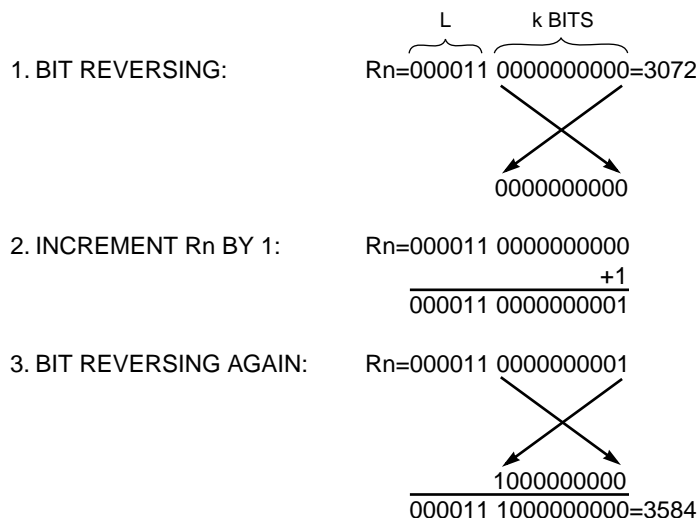 L k BITS
1. BIT REVERSING: Rn=000011 0000000000=3072
0000000000
2. INCREMENT Rn BY 1: Rn=000011 0000000000
+1
000011 0000000001
3. BIT REVERSING AGAIN: Rn=000011 0000000001
1000000000
000011 1000000000=3584